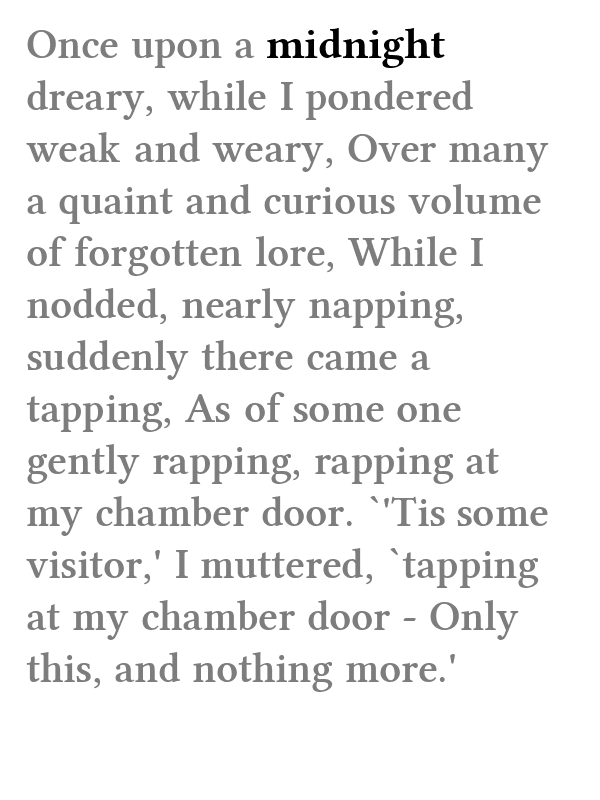 Once upon a midnight
dreary, while I pondered
weak and weary, Over many
a quaint and curious volume
of forgotten lore, While I
nodded, nearly napping,
suddenly there came a
tapping, As of some one
gently rapping, rapping at
my chamber door. `'Tis some
visitor,' I muttered, `tapping
at my chamber door - Only
this, and nothing more.'